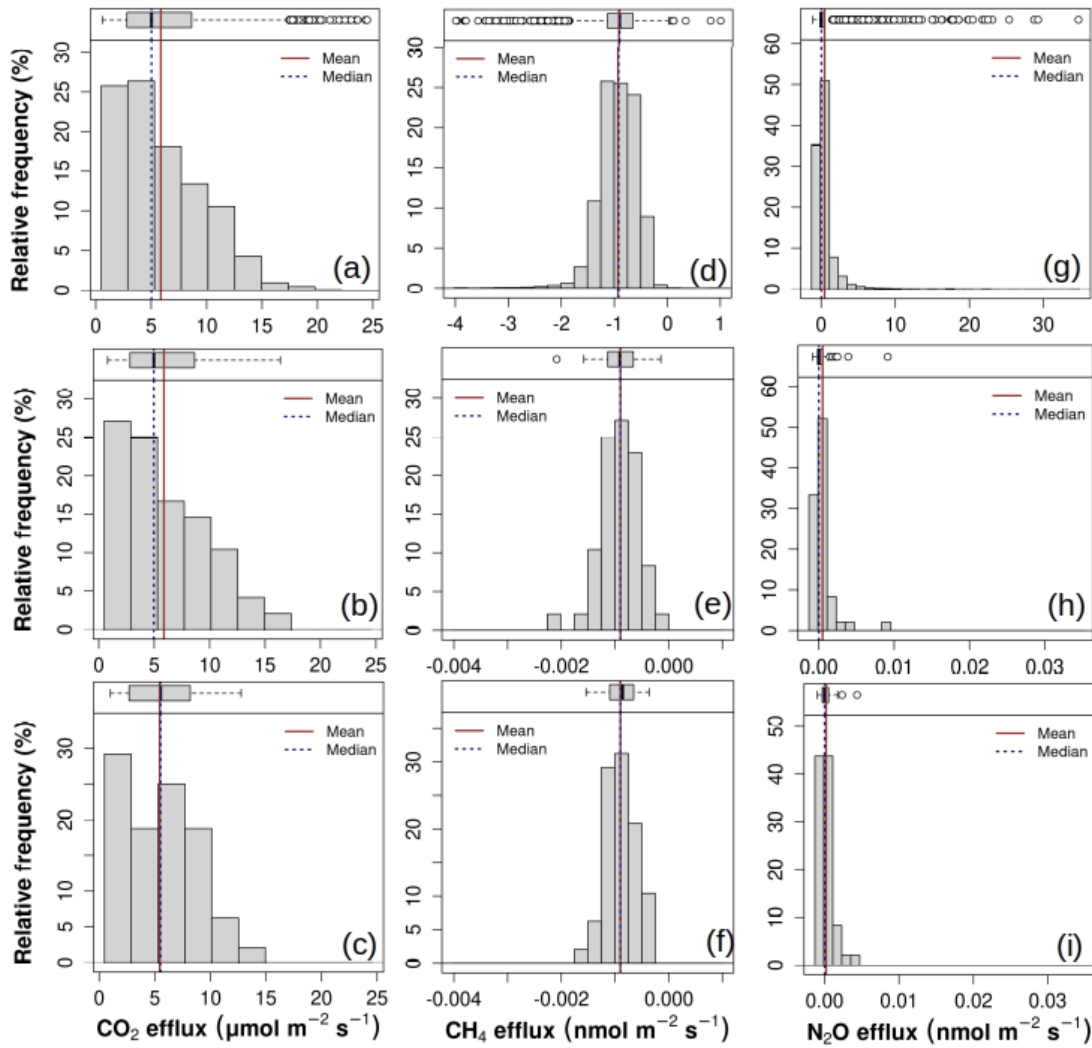 Relative frequency (%)
30
25
20
15
10
5
0
Mean
Median
(a)
0 5 10 15 20 25
30
25
20
15
10
5
0
Mean
Median
(d)
-4 -3 -2 -1 0 1
60
50
40
30
20
10
0
Mean
Median
(g)
0 10 20 30
Relative frequency (%)
30
25
20
15
10
5
0
Mean
Median
(b)
0 5 10 15 20 25
30
25
20
15
10
5
0
Mean
Median
(e)
-0.004 -0.002 0.000
60
50
40
30
20
10
0
Mean
Median
(h)
0.00 0.01 0.02 0.03
Relative frequency (%)
30
20
10
5
0
Mean
Median
(c)
0 5 10 15 20 25
CO₂ efflux (µmol m⁻² s⁻¹)
30
20
10
5
0
Mean
Median
(f)
-0.004 -0.002 0.000
CH₄ efflux (nmol m⁻² s⁻¹)
50
40
30
20
10
0
Mean
Median
(i)
0.00 0.01 0.02 0.03
N₂O efflux (nmol m⁻² s⁻¹)